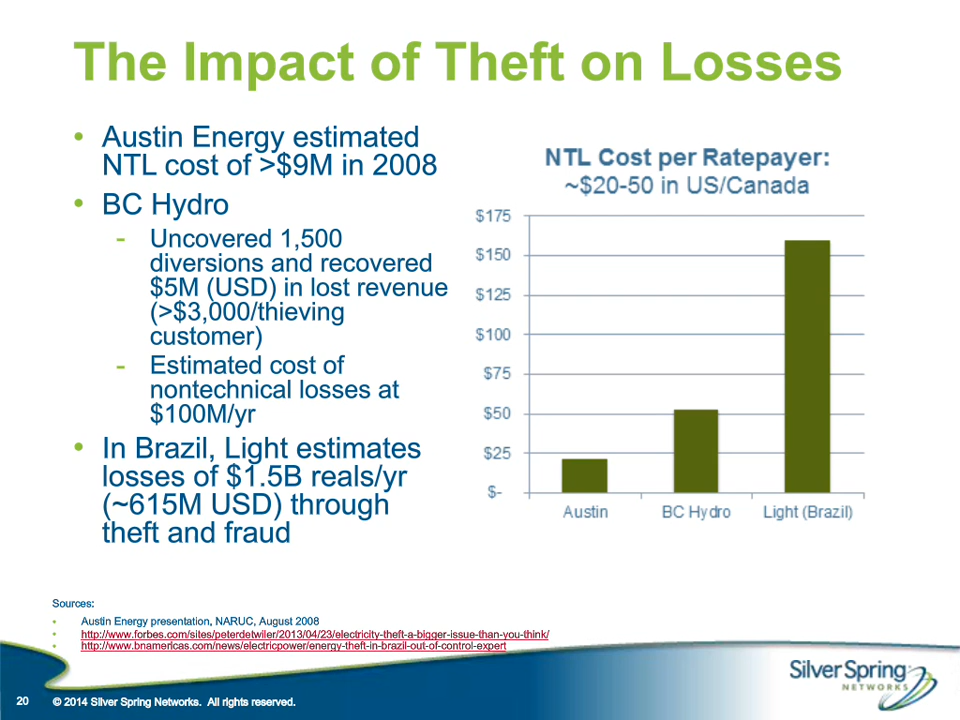 The Impact of Theft on Losses
• Austin Energy estimated
NTL cost of >$9M in 2008
• BC Hydro
- Uncovered 1,500
diversions and recovered
$5M (USD) in lost revenue
(>$3,000/thieving
customer)
- Estimated cost of
nontechnical losses at
$100M/yr
• In Brazil, Light estimates
losses of $1.5B reals/yr
(~615M USD) through
theft and fraud
NTL Cost per Ratepayer:
~$20-50 in US/Canada
$175
$150
$125
$100
$75
$50
$25
$-
Austin
BC Hydro
Light (Brazil)
Sources:
• Austin Energy presentation, NARUC, August 2008
• http://www.forbes.com/sites/peterdetwiler/2013/04/23/electricity-theft-a-bigger-issue-than-you-think/
• http://www.bnamericas.com/news/electricpower/energy-theft-in-brazil-out-of-control-expert
20
© 2014 Silver Spring Networks. All rights reserved.
Silver Spring
NETWORKS